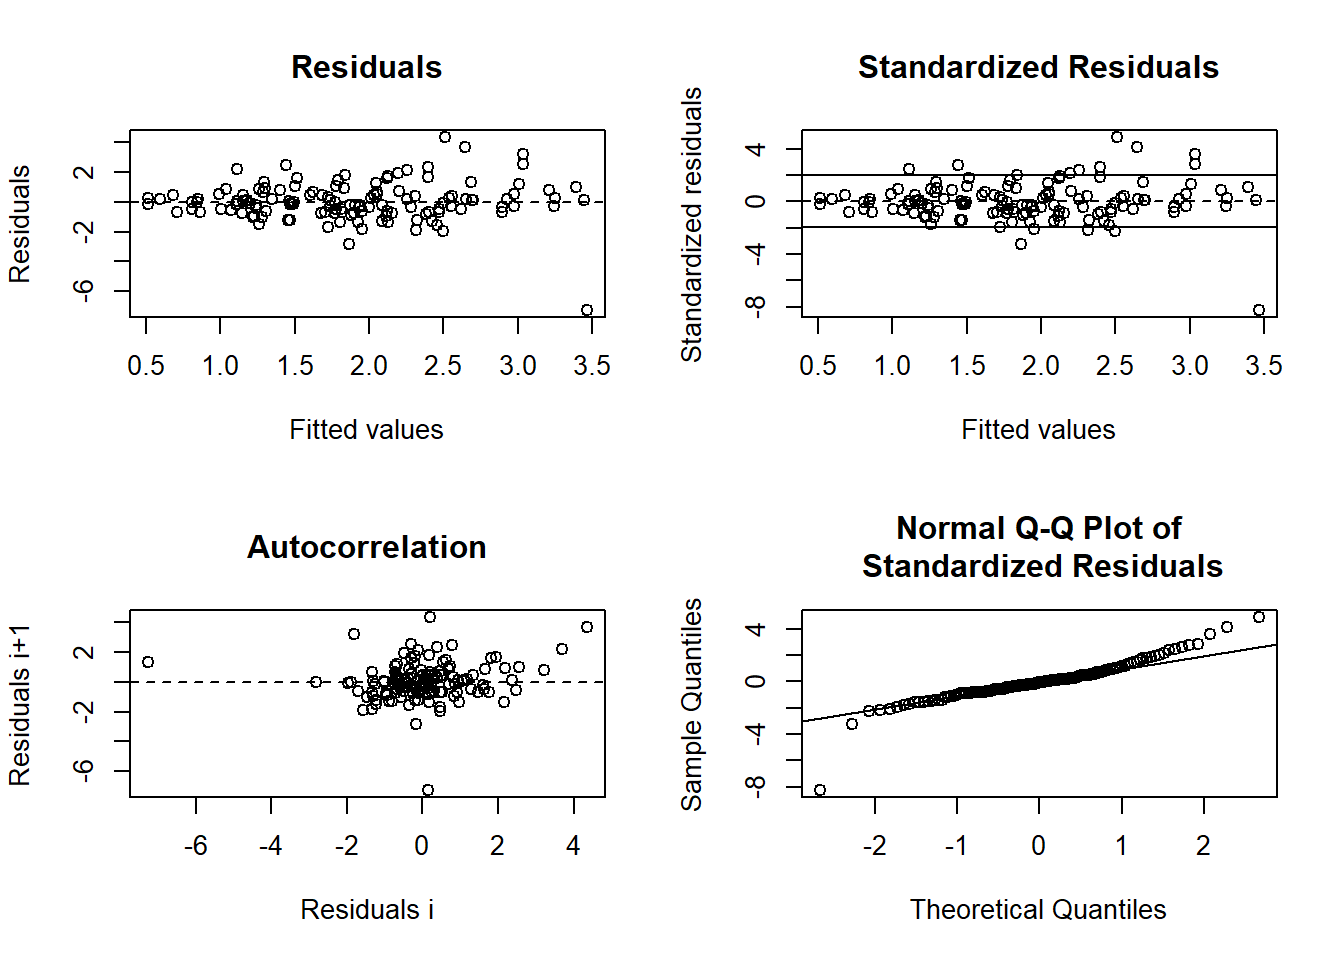 Residuals
Residuals
2
-2
-6
0.5 1.0 1.5 2.0 2.5 3.0 3.5
Fitted values
Standardized Residuals
Standardized residuals
4
0
-4
-8
0.5 1.0 1.5 2.0 2.5 3.0 3.5
Fitted values
Autocorrelation
Residuals i+1
2
-2
-6
-6 -4 -2 0 2 4
Residuals i
Normal Q-Q Plot of
Standardized Residuals
Sample Quantiles
4
0
-4
-8
-2 -1 0 1 2
Theoretical Quantiles